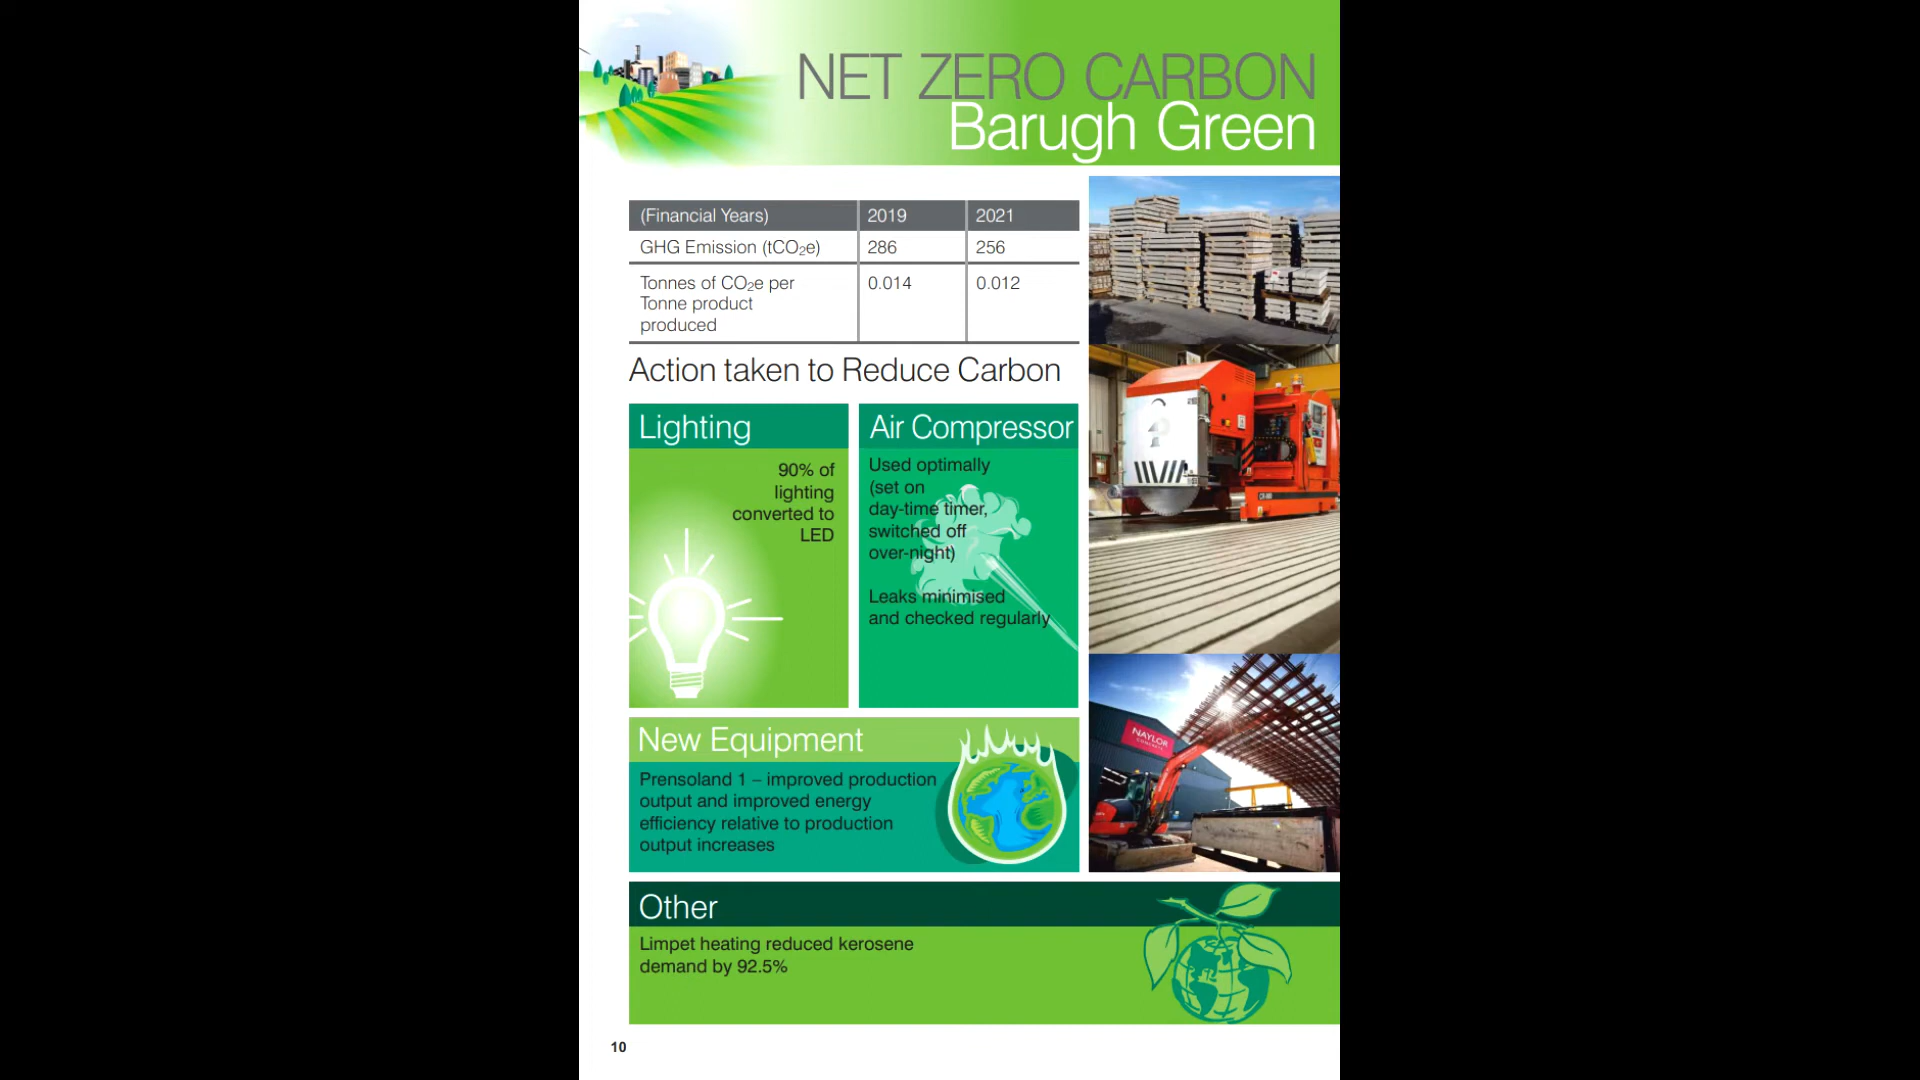 NET ZERO CARBON
Barugh Green
(Financial Years) 2019 2021
GHG Emission (tCO₂e) 286 256
Tonnes of CO₂e per 0.014 0.012
Tonne product
produced
Action taken to Reduce Carbon
Lighting
90% of
lighting
converted to
LED
Air Compressor
Used optimally
(set on
day-time timer,
switched off
over-night)
Leaks minimised
and checked regularly
New Equipment
Prensoland 1 – improved production
output and improved energy
efficiency relative to production
output increases
NAYLOR
CONCRETE
Other
Limpet heating reduced kerosene
demand by 92.5%
10